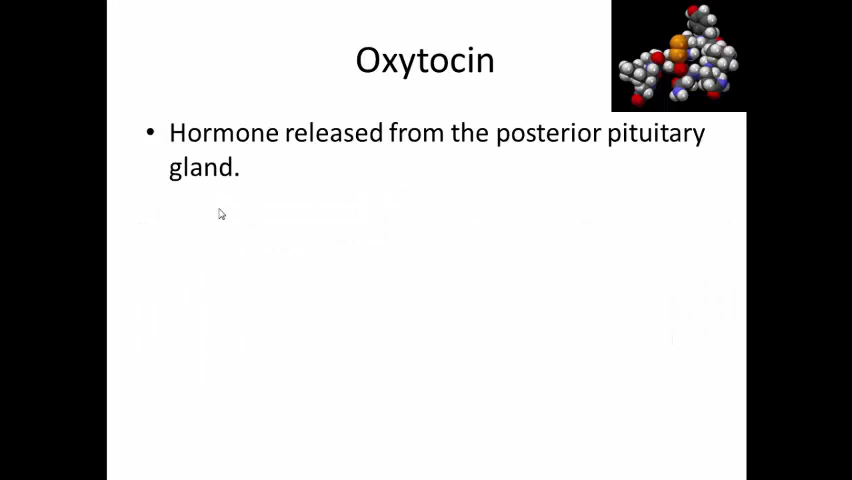 Oxytocin
• Hormone released from the posterior pituitary
gland.